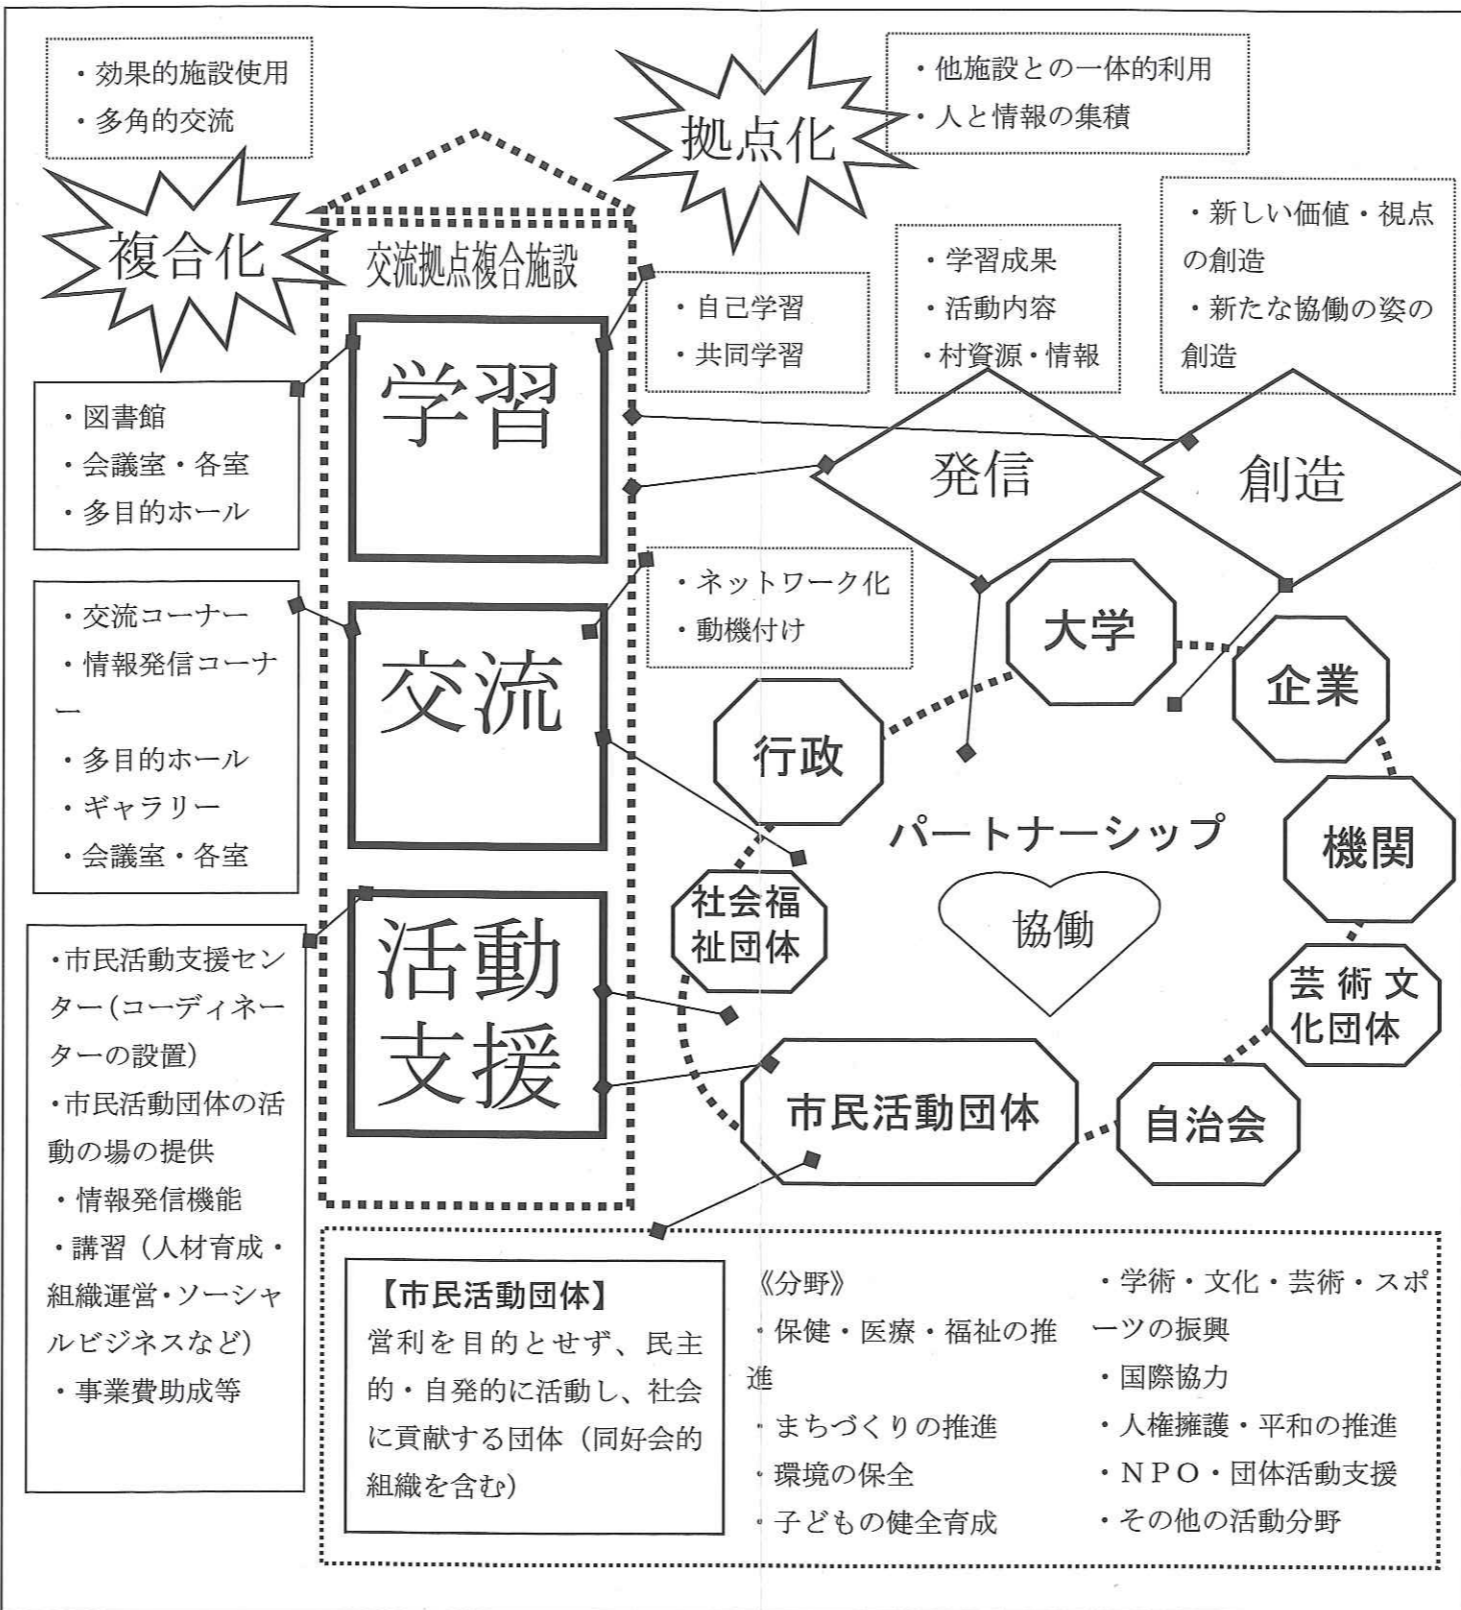 ・効果的施設使用
・多角的交流
複合化
拠点化
・他施設との一体的利用
・人と情報の集積
交流拠点複合施設
学習
・図書館
・会議室・各室
・多目的ホール
・自己学習
・共同学習
・学習成果
・活動内容
・村資源・情報
・新しい価値・視点
の創造
・新たな協働の姿の
創造
発信
創造
交流
・交流コーナー
・情報発信コーナ
ー
・多目的ホール
・ギャラリー
・会議室・各室
・ネットワーク化
・動機付け
大学
企業
行政
機関
パートナーシップ
協働
社会福
祉団体
芸術文
化団体
市民活動団体
自治会
活動
支援
・市民活動支援セン
ター(コーディネー
ターの設置)
・市民活動団体の活
動の場の提供
・情報発信機能
・講習（人材育成・
組織運営・ソーシャ
ルビジネスなど)
・事業費助成等
【市民活動団体】
営利を目的とせず、民主
的・自発的に活動し、社会
に貢献する団体（同好会的
組織を含む）
《分野》
・保健・医療・福祉の推
進
・まちづくりの推進
・環境の保全
・子どもの健全育成
・学術・文化・芸術・スポ
ーツの振興
・国際協力
・人権擁護・平和の推進
・ＮＰＯ・団体活動支援
・その他の活動分野